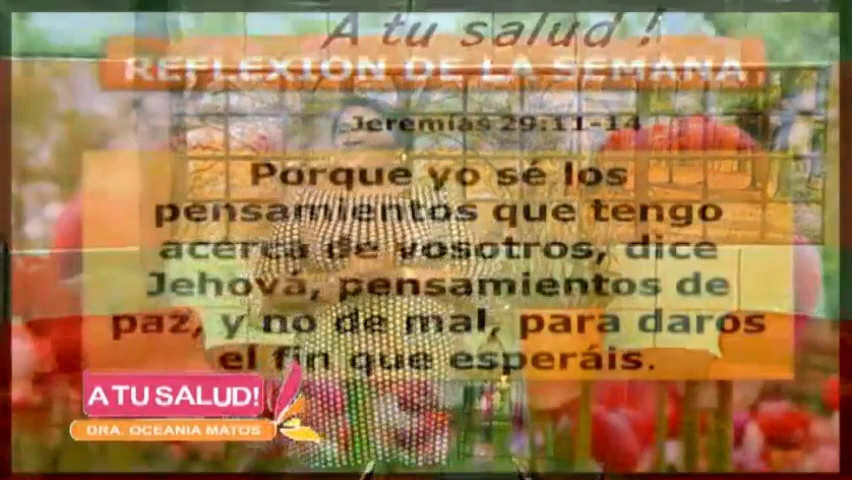 A tu salud !
REFLEXIÓN DE LA SEMANA
Jeremías 29:11-14
Porque yo sé los
pensamientos que tengo
acerca de vosotros, dice
Jehová, pensamientos de
paz, y no de mal, para daros
el fin que esperáis.
A TU SALUD!
DRA. OCEANIA MATOS